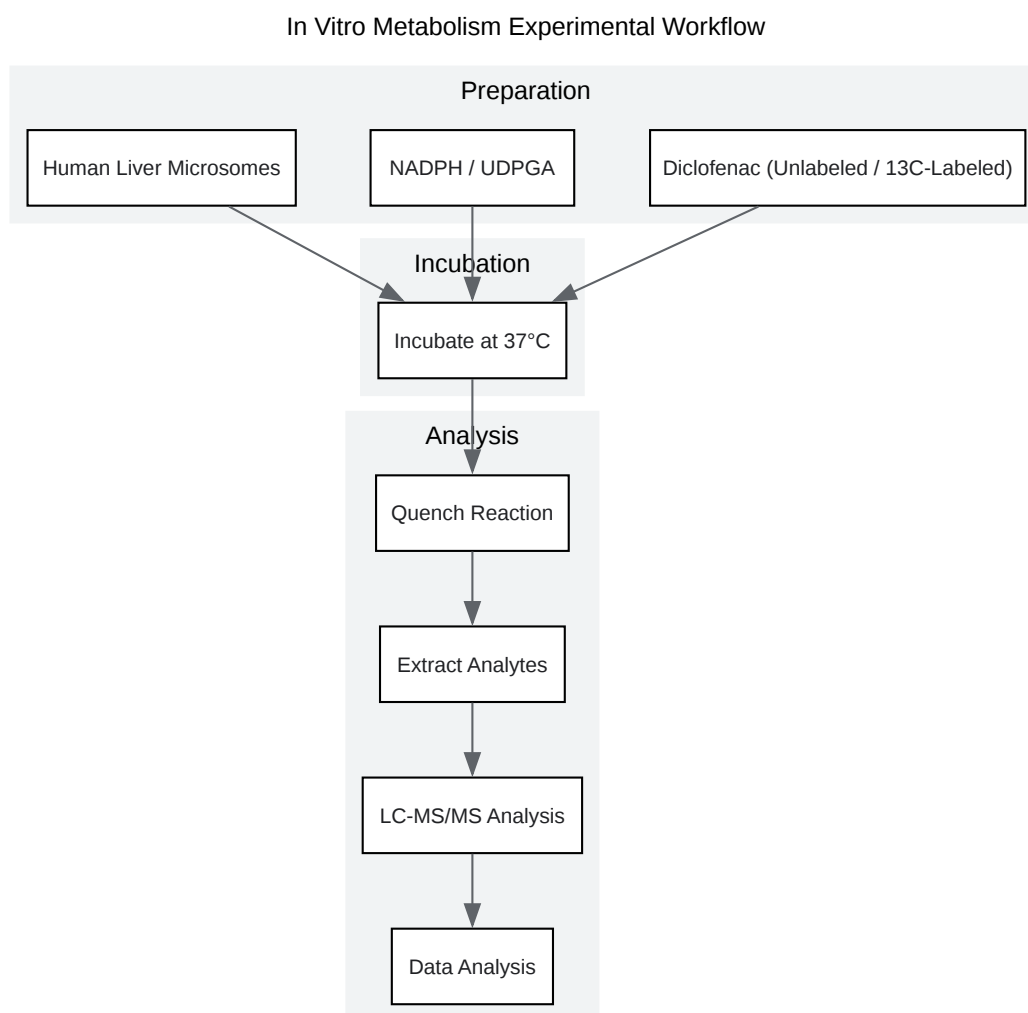 In Vitro Metabolism Experimental Workflow
Preparation
Human Liver Microsomes
NADPH / UDPGA
Diclofenac (Unlabeled / 13C-Labeled)
Incubation
Incubate at 37°C
Analysis
Quench Reaction
Extract Analytes
LC-MS/MS Analysis
Data Analysis